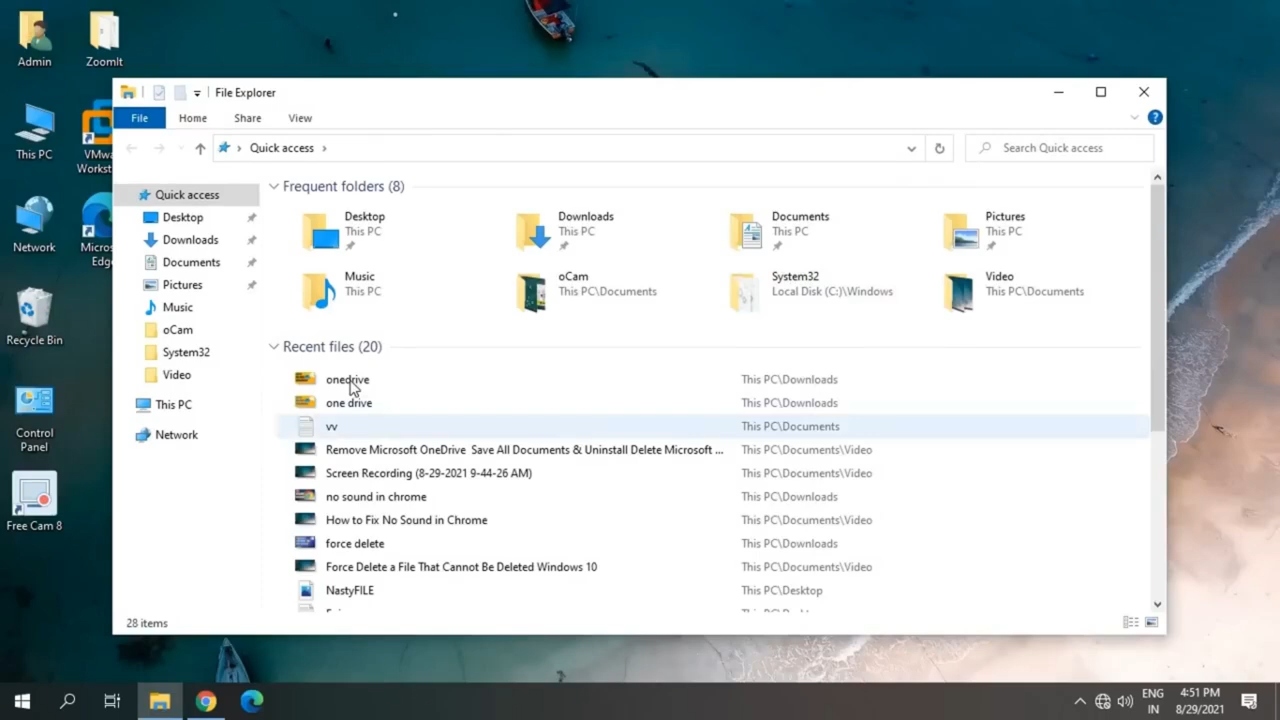 Admin
ZoomIt
This PC
VMwa
Workst
Network
Micros
Edg
Recycle Bin
Control
Panel
Free Cam 8
File Explorer
File
Home
Share
View
Quick access
Search Quick access
Quick access
Desktop
Downloads
Documents
Pictures
Music
oCam
System32
Video
This PC
Network
Frequent folders (8)
Desktop
This PC
Downloads
This PC
Documents
This PC
Pictures
This PC
Music
This PC
oCam
This PC\Documents
System32
Local Disk (C:)\Windows
Video
This PC\Documents
Recent files (20)
onedrive This PC\Downloads
one drive This PC\Downloads
vv This PC\Documents
Remove Microsoft OneDrive Save All Documents & Uninstall Delete Microsoft ... This PC\Documents\Video
Screen Recording (8-29-2021 9-44-26 AM) This PC\Documents\Video
no sound in chrome This PC\Downloads
How to Fix No Sound in Chrome This PC\Documents\Video
force delete This PC\Downloads
Force Delete a File That Cannot Be Deleted Windows 10 This PC\Documents\Video
NastyFILE This PC\Desktop
28 items
ENG
IN
4:51 PM
8/29/2021